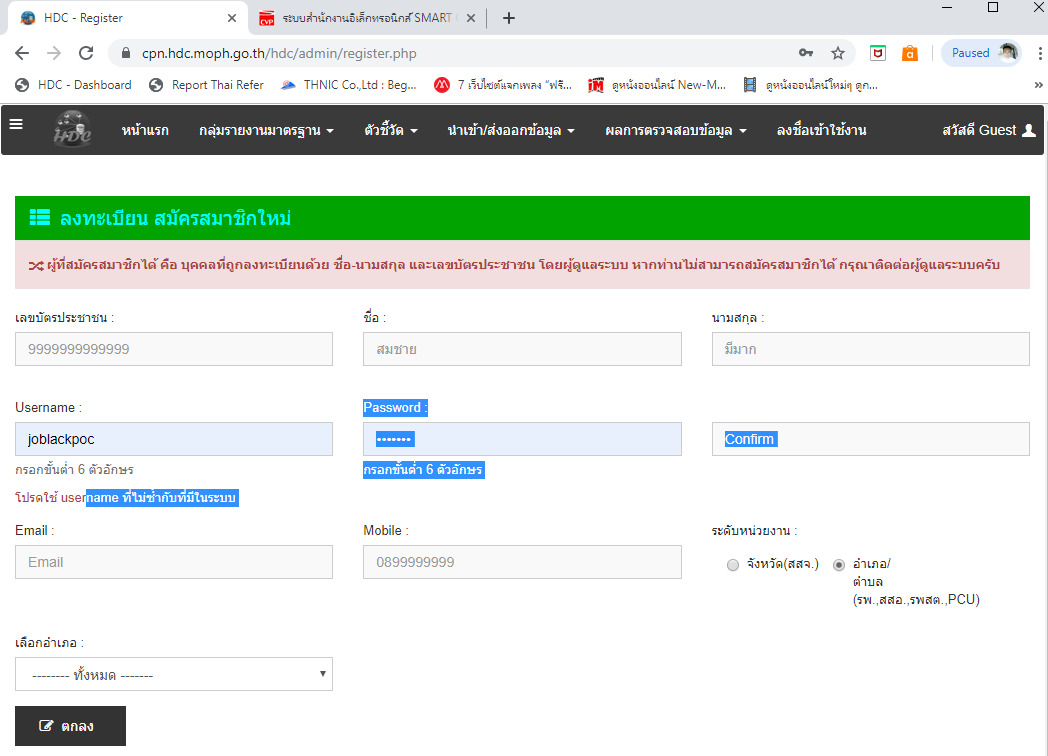 HDC - Register
ระบบสำนักงานอิเล็กทรอนิกส์ SMART
cpn.hdc.moph.go.th/hdc/admin/register.php
Paused
HDC - Dashboard
Report Thai Refer
THNIC Co.,Ltd : Beg...
7 เว็บไซต์แจกเพลง "ฟรี...
ดูหนังออนไลน์ New-M...
ดูหนังออนไลน์ใหม่ๆ ดูก...
HDC
หน้าแรก
กลุ่มรายงานมาตรฐาน
ตัวชี้วัด
นำเข้า/ส่งออกข้อมูล
ผลการตรวจสอบข้อมูล
ลงชื่อเข้าใช้งาน
สวัสดี Guest
ลงทะเบียน สมัครสมาชิกใหม่
ผู้ที่สมัครสมาชิกได้ คือ บุคคลที่ถูกลงทะเบียนด้วย ชื่อ-นามสกุล และเลขบัตรประชาชน โดยผู้ดูแลระบบ หากท่านไม่สามารถสมัครสมาชิกได้ กรุณาติดต่อผู้ดูแลระบบครับ
เลขบัตรประชาชน :
ชื่อ :
นามสกุล :
9999999999999
สมชาย
มีมาก
Username :
Password :
joblackpoc
•••••••
Confirm
กรอกขั้นต่ำ 6 ตัวอักษร
กรอกขั้นต่ำ 6 ตัวอักษร
โปรดใช้ username ที่ไม่ซ้ำกับที่มีในระบบ
Email :
Mobile :
ระดับหน่วยงาน :
Email
0899999999
จังหวัด(สสจ.)
อำเภอ/
ตำบล
(รพ.,สสอ.,รพสต.,PCU)
เลือกอำเภอ :
-------- ทั้งหมด -------
ตกลง